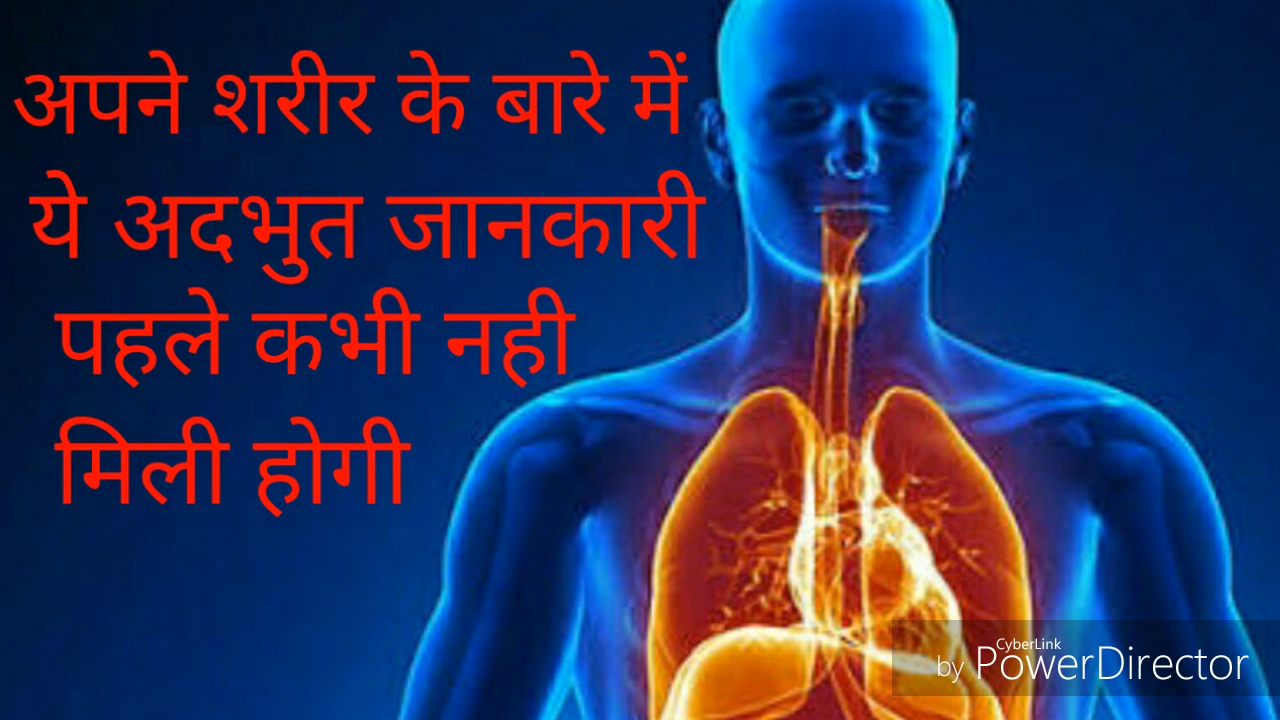 अपने शरीर के बारे में
ये अदभुत जानकारी
पहले कभी नही
मिली होगी
CyberLink
by PowerDirector